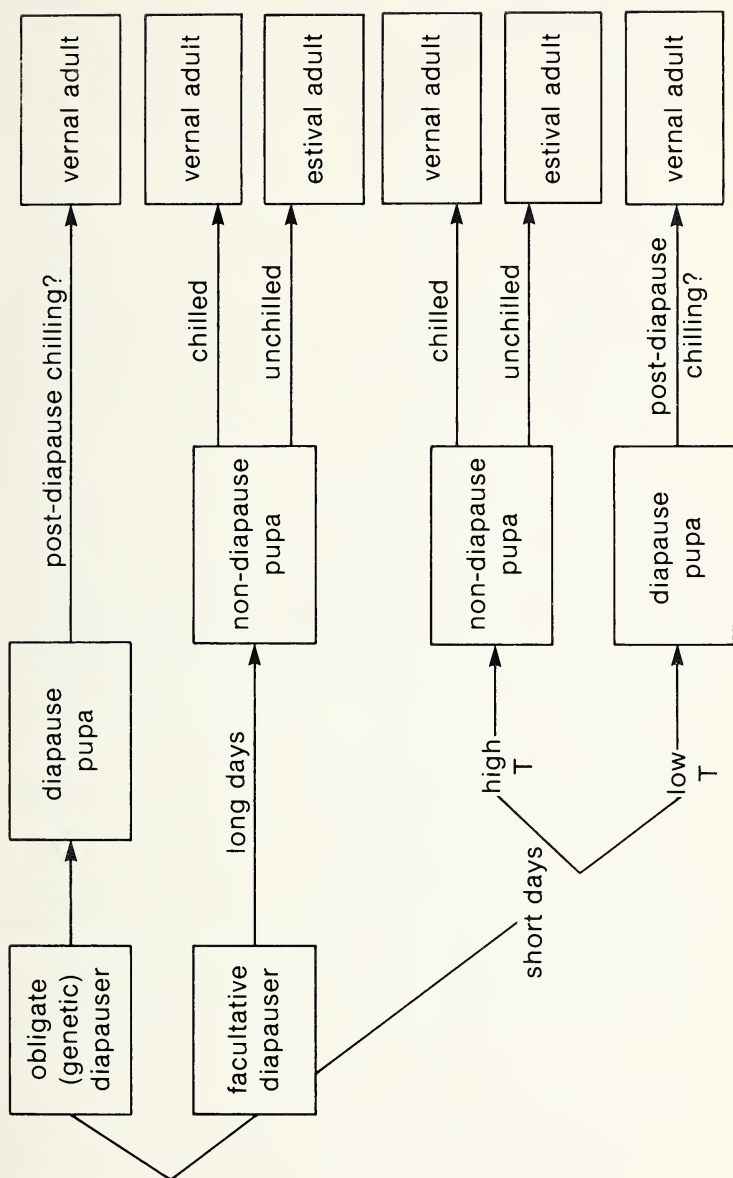 obligate
(genetic)
diapauser
diapause
pupa
post-diapause chilling?
vernal adult
facultative
diapauser
long days
non-diapause
pupa
chilled
vernal adult
unchilled
estival adult
short days
high
T
non-diapause
pupa
chilled
vernal adult
unchilled
estival adult
low
T
diapause
pupa
post-diapause
chilling?
vernal adult